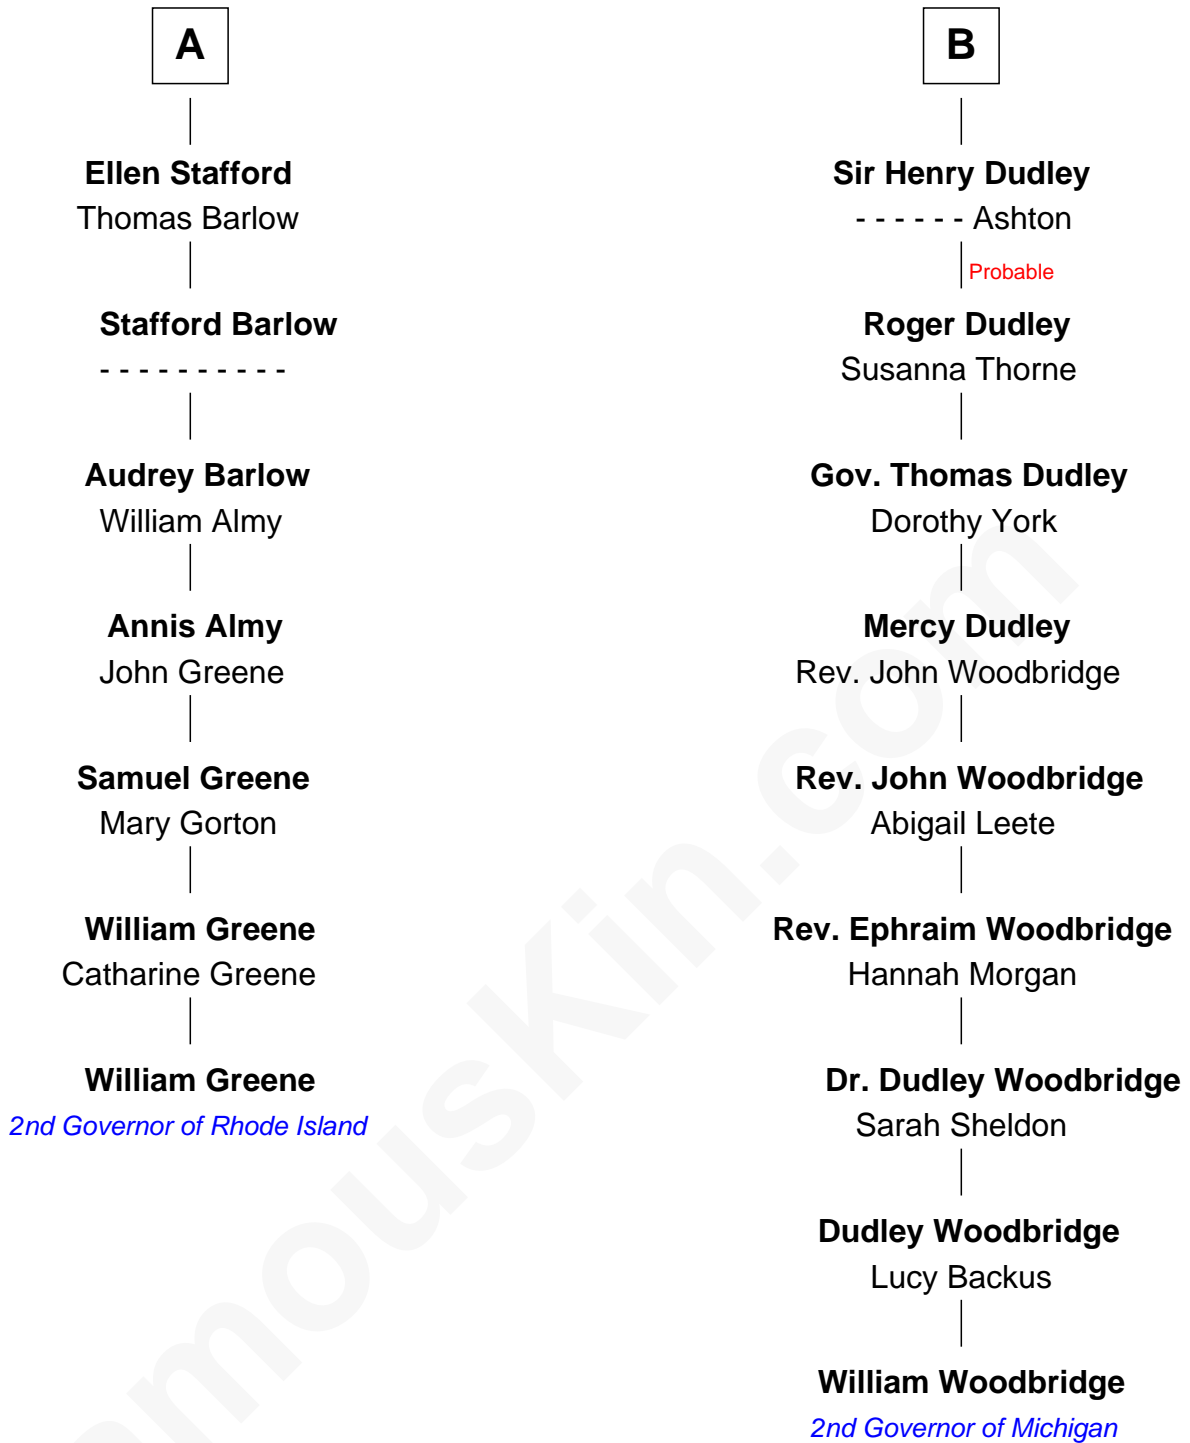 A
Ellen Stafford
Thomas Barlow
Stafford Barlow
- - - - - - - - - -
Audrey Barlow
William Almy
Annis Almy
John Greene
Samuel Greene
Mary Gorton
William Greene
Catharine Greene
William Greene
2nd Governor of Rhode Island
B
Sir Henry Dudley
- - - - - - Ashton
Probable
Roger Dudley
Susanna Thorne
Gov. Thomas Dudley
Dorothy York
Mercy Dudley
Rev. John Woodbridge
Rev. John Woodbridge
Abigail Leete
Rev. Ephraim Woodbridge
Hannah Morgan
Dr. Dudley Woodbridge
Sarah Sheldon
Dudley Woodbridge
Lucy Backus
William Woodbridge
2nd Governor of Michigan
amouskin.com